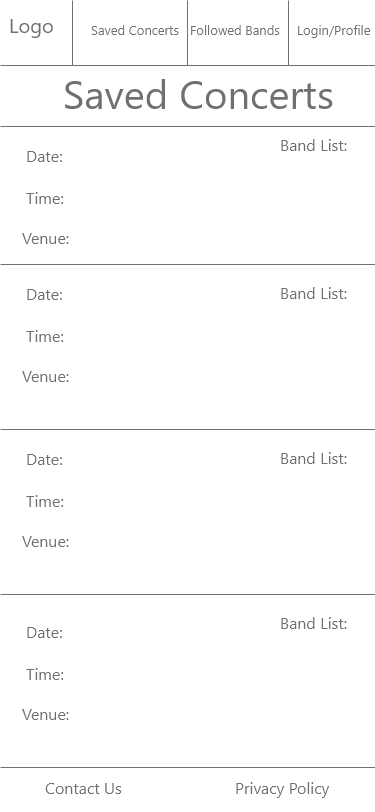 Logo
Saved Concerts
Followed Bands
Login/Profile
Saved Concerts
Band List:
Date:
Time:
Venue:
Date:
Band List:
Time:
Venue:
Date:
Band List:
Time:
Venue:
Band List:
Date:
Time:
Venue:
Contact Us
Privacy Policy